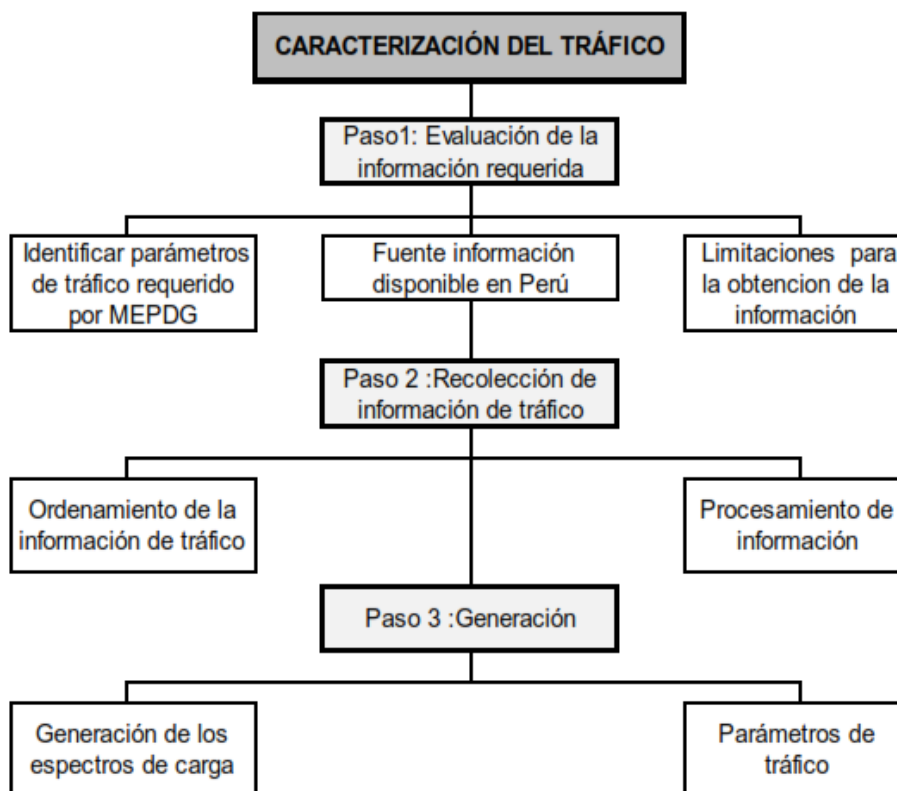 CARACTERIZACIÓN DEL TRÁFICO
Paso1: Evaluación de la
información requerida
Identificar parámetros
de tráfico requerido
por MEPDG
Fuente información
disponible en Perú
Limitaciones para
la obtencion de la
información
Paso 2 :Recolección de
información de tráfico
Ordenamiento de la
información de tráfico
Procesamiento de
información
Paso 3 :Generación
Generación de los
espectros de carga
Parámetros de
tráfico